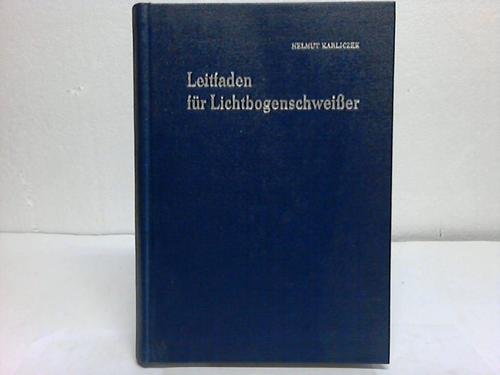 HELMUT KARLICZEK
Leitfaden
für Lichtbogenschweißer